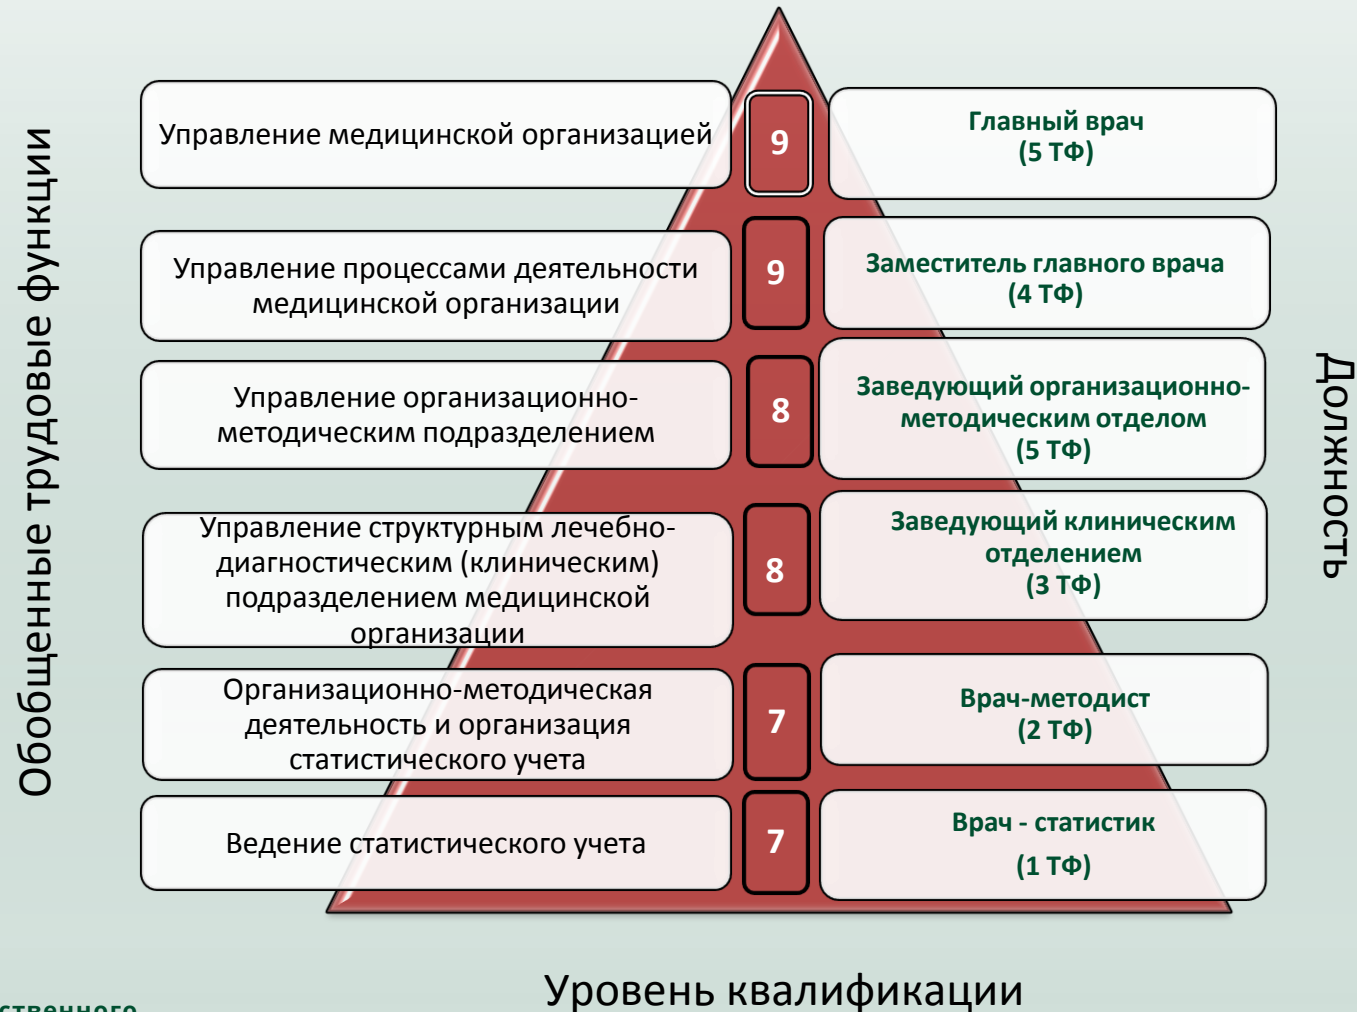 Обобщенные трудовые функции
Управление медицинской организацией
9
Главный врач
(5 ТФ)
Управление процессами деятельности
медицинской организации
9
Заместитель главного врача
(4 ТФ)
Управление организационно-
методическим подразделением
8
Заведующий организационно-
методическим отделом
(5 ТФ)
Управление структурным лечебно-
диагностическим (клиническим)
подразделением медицинской
организации
8
Заведующий клиническим
отделением
(3 ТФ)
Организационно-методическая
деятельность и организация
статистического учета
7
Врач-методист
(2 ТФ)
Ведение статистического учета
7
Врач - статистик
(1 ТФ)
Должность
Уровень квалификации